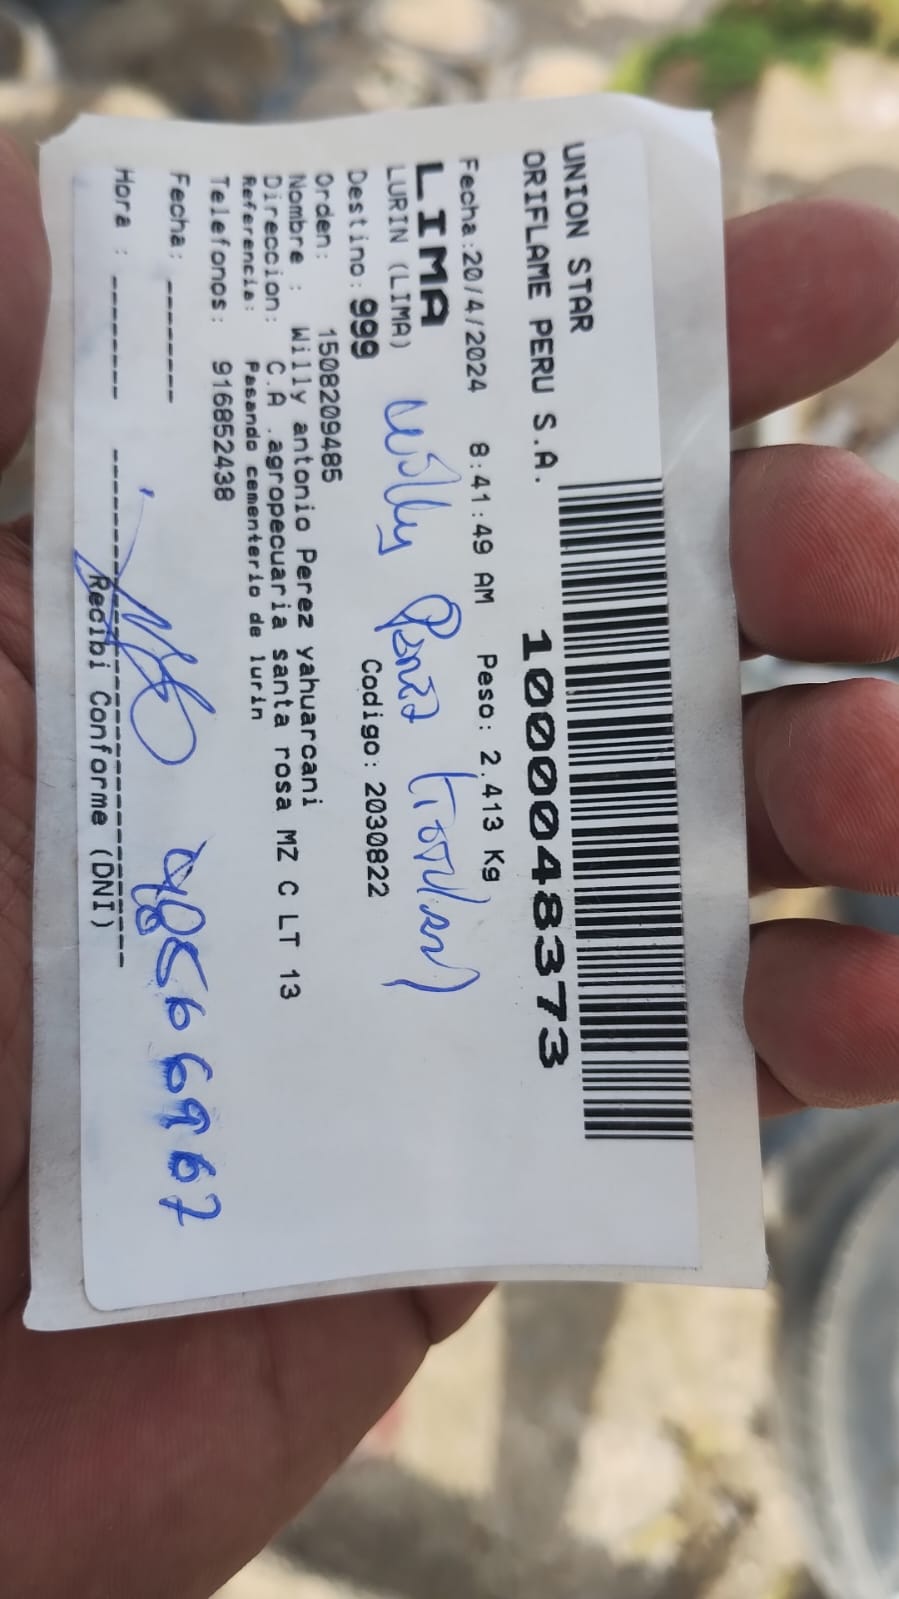 UNION STAR
ORIFLAME PERU S.A.
1000048373
Fecha:20/4/2024 8:41:49 AM Peso: 2.413 Kg
LIMA
LURIN (LIMA)
Willy Perez
Destino: 999 Codigo: 2030822
Orden: 1508209485
Nombre : Willy antonio Perez yahuarcani
Direccion: C.A .agropecuaria santa rosa MZ C LT 13
Referencia: Pasando cementerio de lurin
Telefonos: 916852438
Fecha: -------
Hora : -------
Recibi Conforme (DNI)